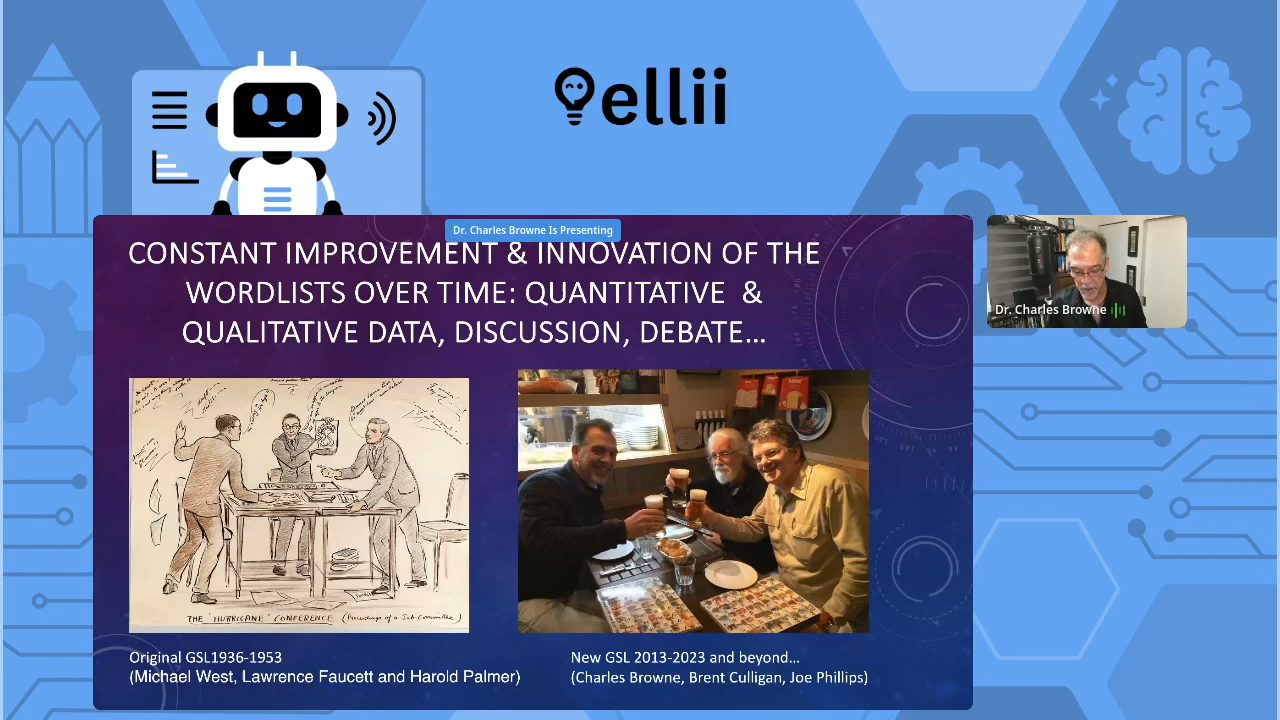 ellii
Dr. Charles Browne Is Presenting
CONSTANT IMPROVEMENT & INNOVATION OF THE
WORDLISTS OVER TIME: QUANTITATIVE &
QUALITATIVE DATA, DISCUSSION, DEBATE...
Dr. Charles Browne
THE "HURRICANE" CONFERENCE (Proceedings of a Sub-Committee)
Original GSL1936-1953
(Michael West, Lawrence Faucett and Harold Palmer)
New GSL 2013-2023 and beyond...
(Charles Browne, Brent Culligan, Joe Phillips)